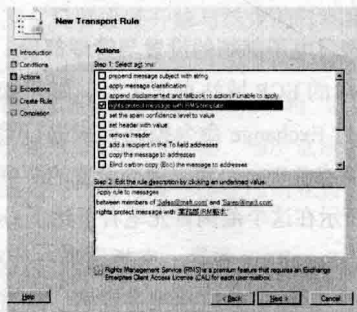 New Transport Rule
Introduction
Conditions
Actions
Exceptions
Create Rule
Completion
Actions
Step 1: Select actions:
prepend message subject with string
apply message classification
append disclaimer text and fallback to action if unable to apply
rights protect message with RMS template
set the spam confidence level to value
set header with value
remove header
add a recipient in the To field addresses
copy the message to addresses
Blind carbon copy (Bcc) the message to addresses
Step 2: Edit the rule description by clicking an undefined value:
Apply rule to messages
between members of and
rights protect message with
Rights Management Service (RMS) is a premium feature that requires an Exchange
Enterprise Client Access License (CAL) for each user mailbox.
Help
< Back
Next >
Cancel